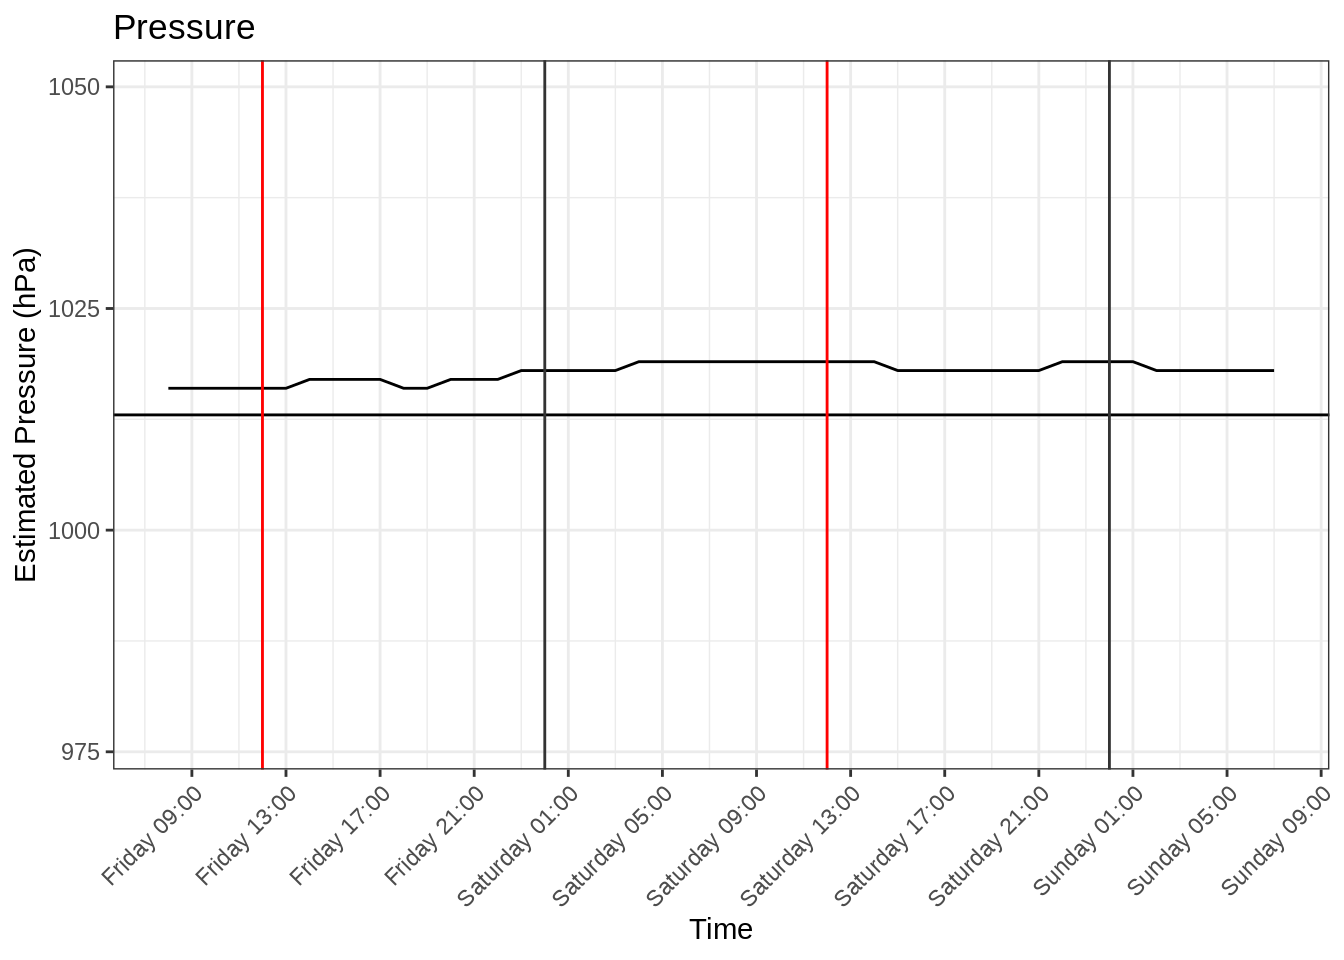 Pressure
Estimated Pressure (hPa)
1050
1025
1000
975
Friday 09:00
Friday 13:00
Friday 17:00
Friday 21:00
Saturday 01:00
Saturday 05:00
Saturday 09:00
Saturday 13:00
Saturday 17:00
Saturday 21:00
Sunday 01:00
Sunday 05:00
Sunday 09:00
Time